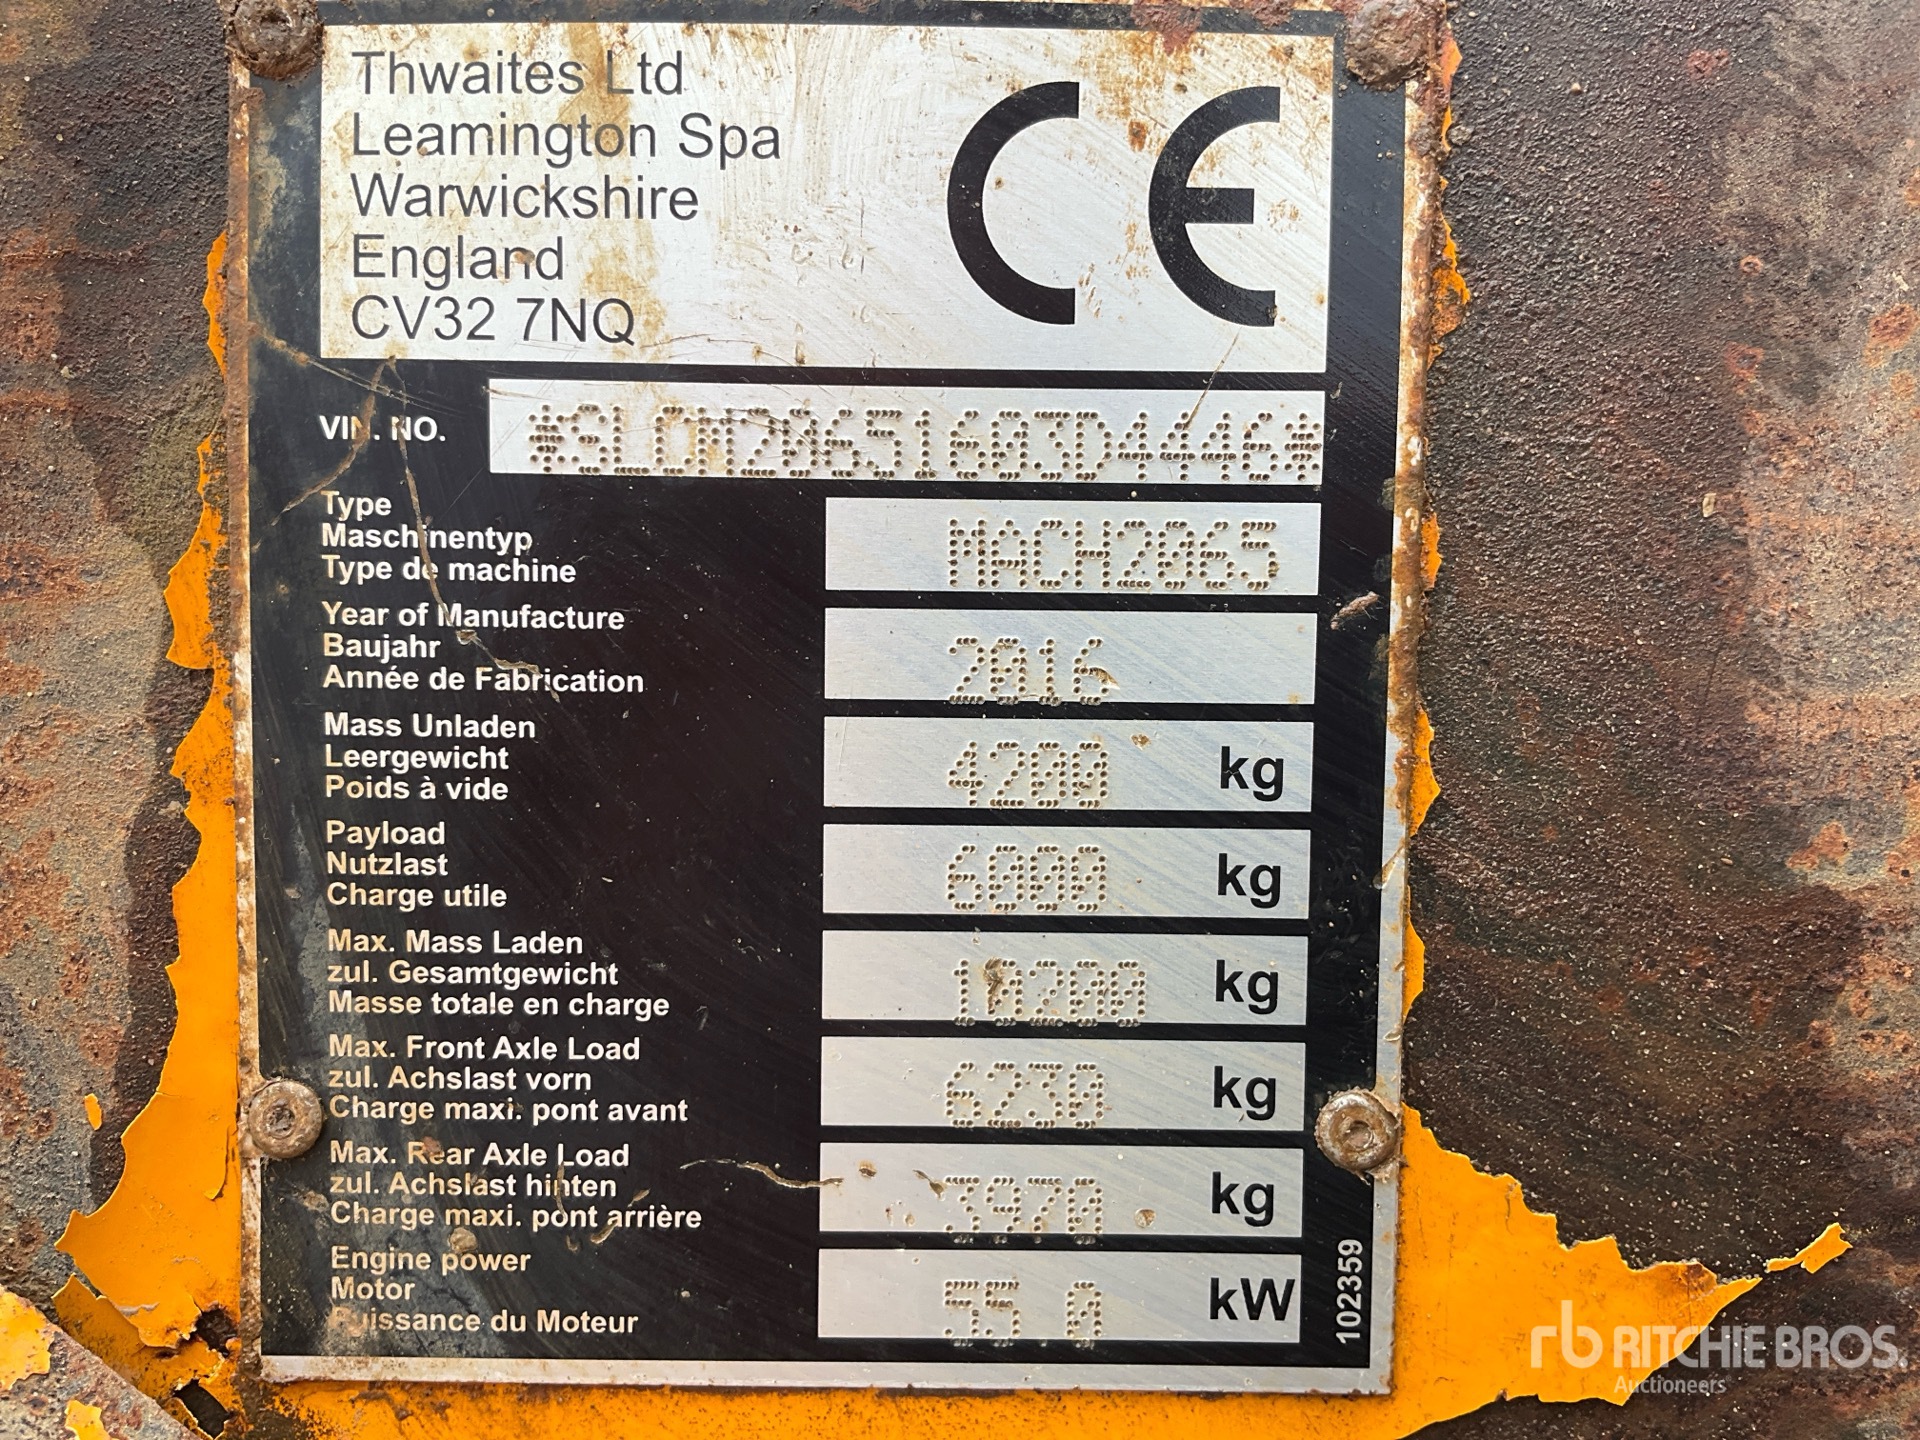 Thwaites Ltd
Leamington Spa
Warwickshire
England
CV32 7NQ
CE
VIN. NO. *SLCM20651603D4446*
Type
Maschinentyp
Type de machine
MACH2065
Year of Manufacture
Baujahr
Année de Fabrication
2016
Mass Unladen
Leergewicht
Poids à vide
4200 kg
Payload
Nutzlast
Charge utile
6000 kg
Max. Mass Laden
zul. Gesamtgewicht
Masse totale en charge
10200 kg
Max. Front Axle Load
zul. Achslast vorn
Charge maxi. pont avant
6230 kg
Max. Rear Axle Load
zul. Achslast hinten
Charge maxi. pont arrière
3970 kg
Engine power
Motor
Puissance du Moteur
55.0 kW
102359
rb RITCHIE BROS.
Auctioneers